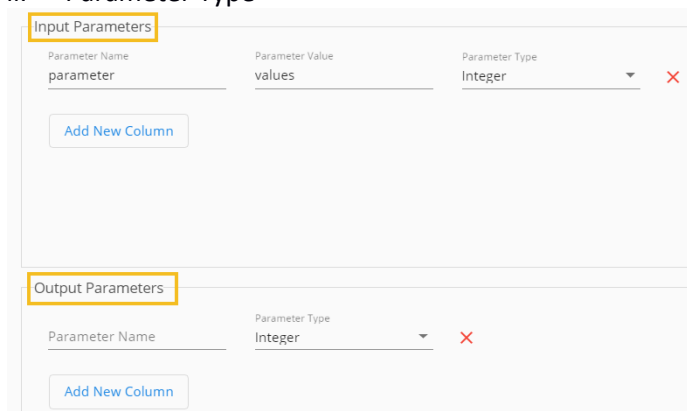 Parameter Type
Input Parameters
Parameter Name Parameter Value Parameter Type
parameter values Integer
Add New Column
Output Parameters
Parameter Type
Parameter Name Integer
Add New Column